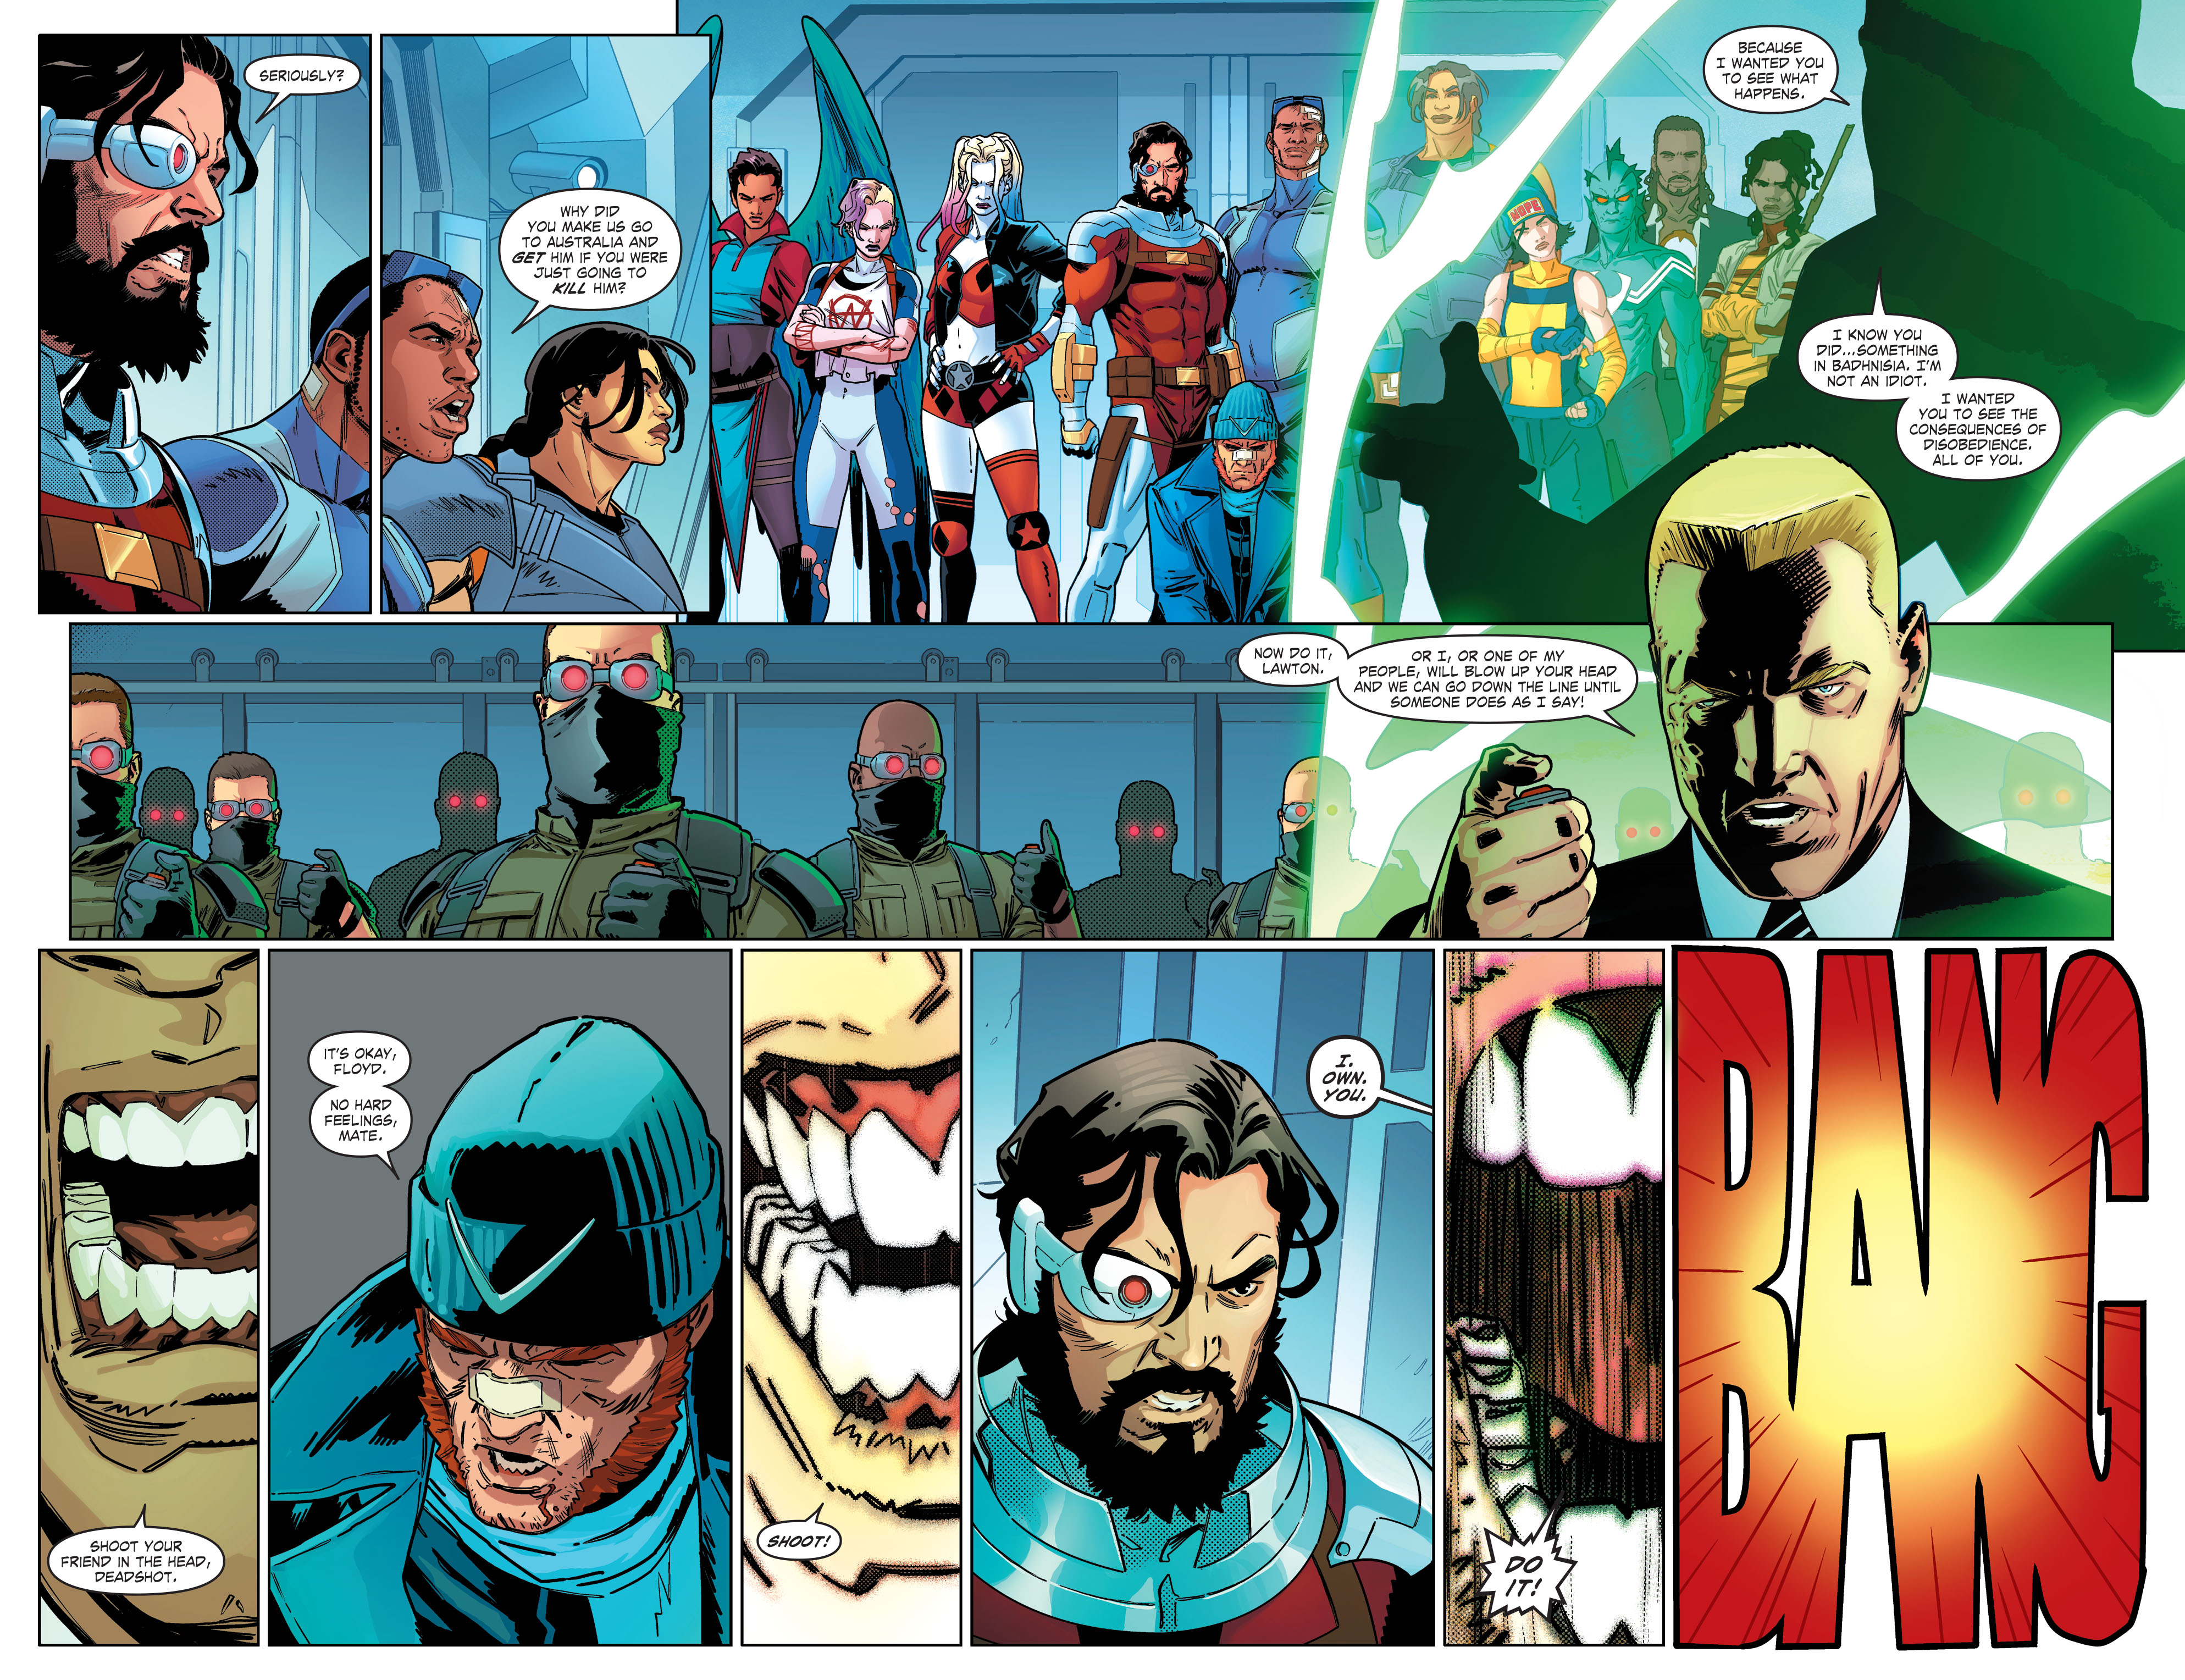 SERIOUSLY?
WHY DID
YOU MAKE US GO
TO AUSTRALIA AND
GET HIM IF YOU WERE
JUST GOING TO
KILL HIM?
BECAUSE
I WANTED YOU
TO SEE WHAT
HAPPENS.
NOPE
I KNOW YOU
DID...SOMETHING
IN BADHNISIA. I'M
NOT AN IDIOT.
I WANTED
YOU TO SEE THE
CONSEQUENCES OF
DISOBEDIENCE.
ALL OF YOU.
NOW DO IT,
LAWTON.
OR I, OR ONE OF MY
PEOPLE, WILL BLOW UP YOUR HEAD
AND WE CAN GO DOWN THE LINE UNTIL
SOMEONE DOES AS I SAY!
SHOOT YOUR
FRIEND IN THE HEAD,
DEADSHOT.
IT'S OKAY,
FLOYD.
NO HARD
FEELINGS,
MATE.
SHOOT!
I.
OWN.
YOU.
DO
IT!
BANG